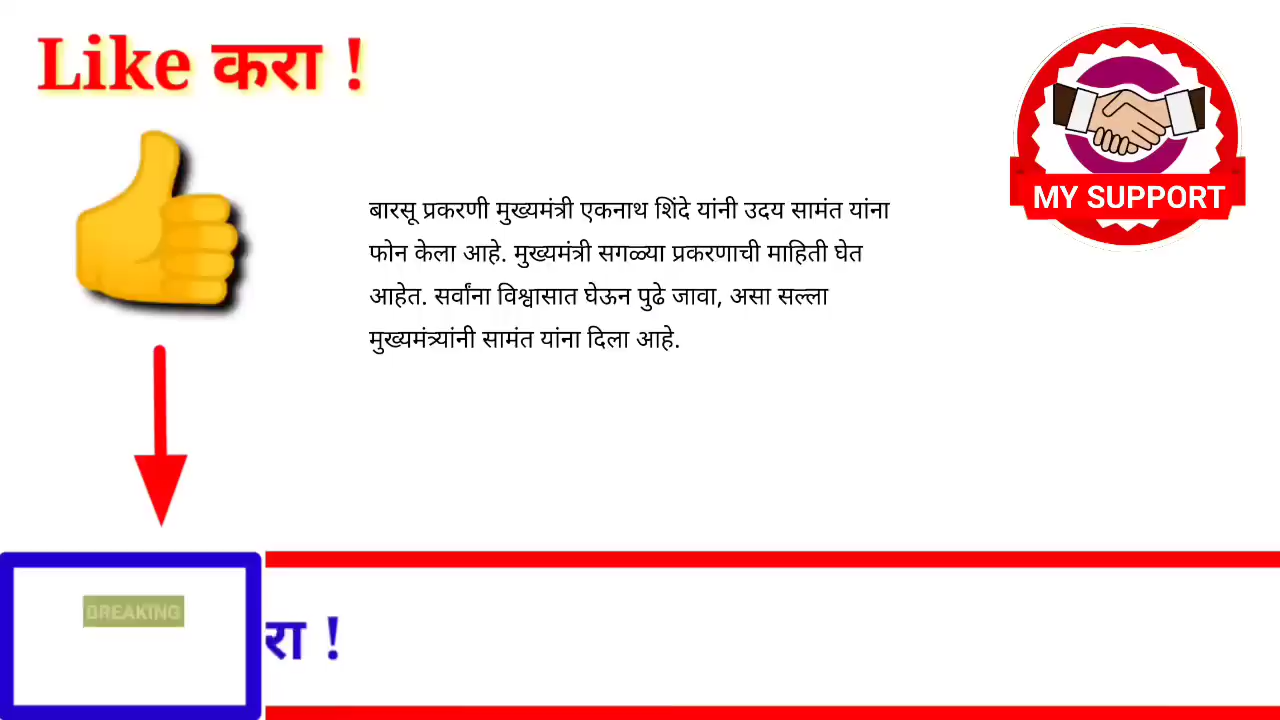 Like करा !
MY SUPPORT
बारसू प्रकरणी मुख्यमंत्री एकनाथ शिंदे यांनी उदय सामंत यांना
फोन केला आहे. मुख्यमंत्री सगळ्या प्रकरणाची माहिती घेत
आहेत. सर्वांना विश्वासात घेऊन पुढे जावा, असा सल्ला
मुख्यमंत्र्यांनी सामंत यांना दिला आहे.
BREAKING
रा !